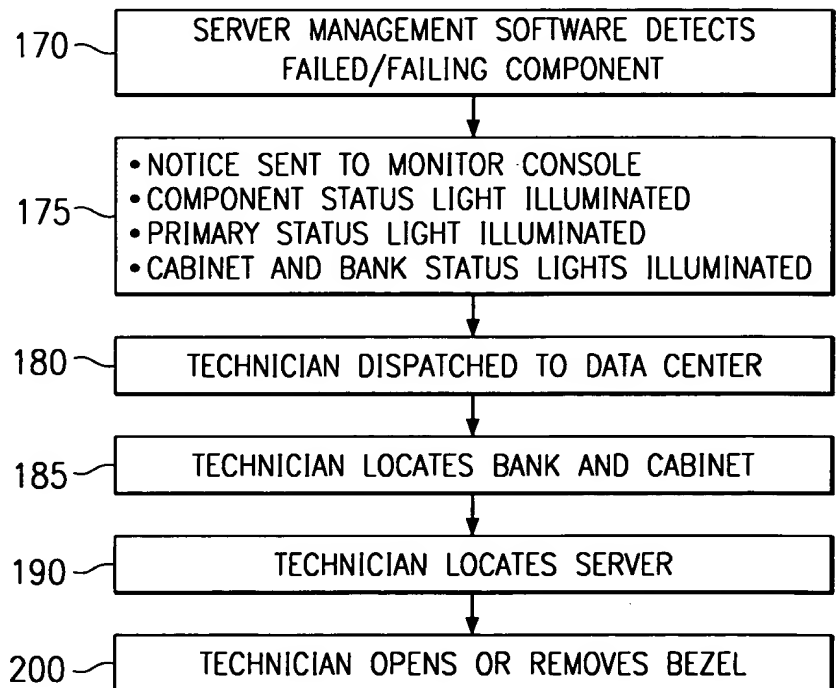 170
SERVER MANAGEMENT SOFTWARE DETECTS
FAILED/FAILING COMPONENT
175
• NOTICE SENT TO MONITOR CONSOLE
• COMPONENT STATUS LIGHT ILLUMINATED
• PRIMARY STATUS LIGHT ILLUMINATED
• CABINET AND BANK STATUS LIGHTS ILLUMINATED
180
TECHNICIAN DISPATCHED TO DATA CENTER
185
TECHNICIAN LOCATES BANK AND CABINET
190
TECHNICIAN LOCATES SERVER
200
TECHNICIAN OPENS OR REMOVES BEZEL